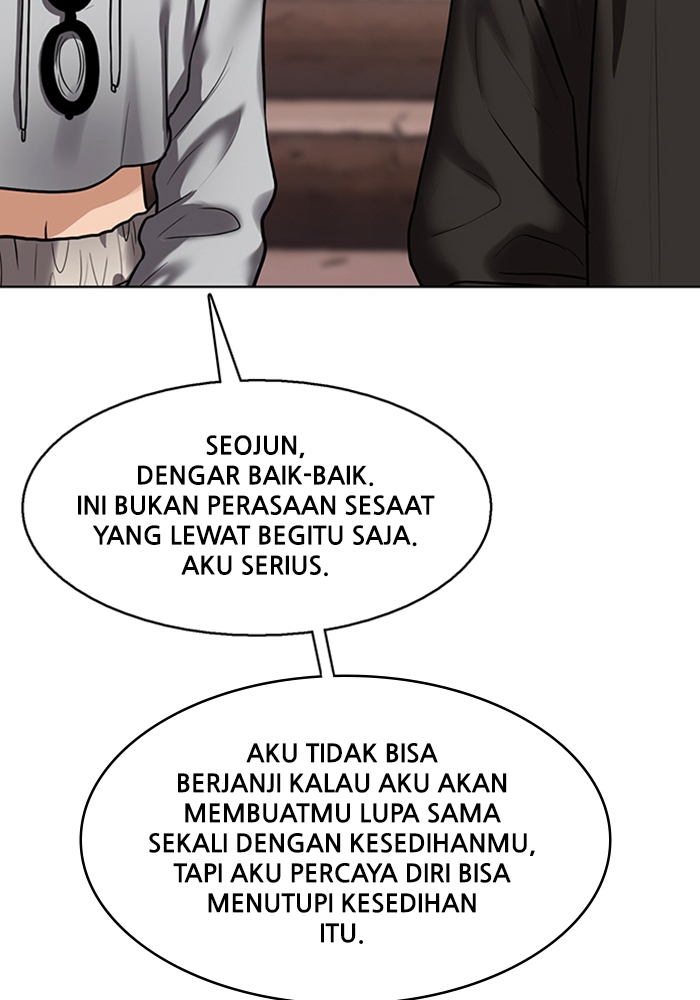 SEOJUN,
DENGAR BAIK-BAIK.
INI BUKAN PERASAAN SESAAT
YANG LEWAT BEGITU SAJA.
AKU SERIUS.
AKU TIDAK BISA
BERJANJI KALAU AKU AKAN
MEMBUATMU LUPA SAMA
SEKALI DENGAN KESEDIHANMU,
TAPI AKU PERCAYA DIRI BISA
MENUTUPI KESEDIHAN
ITU.